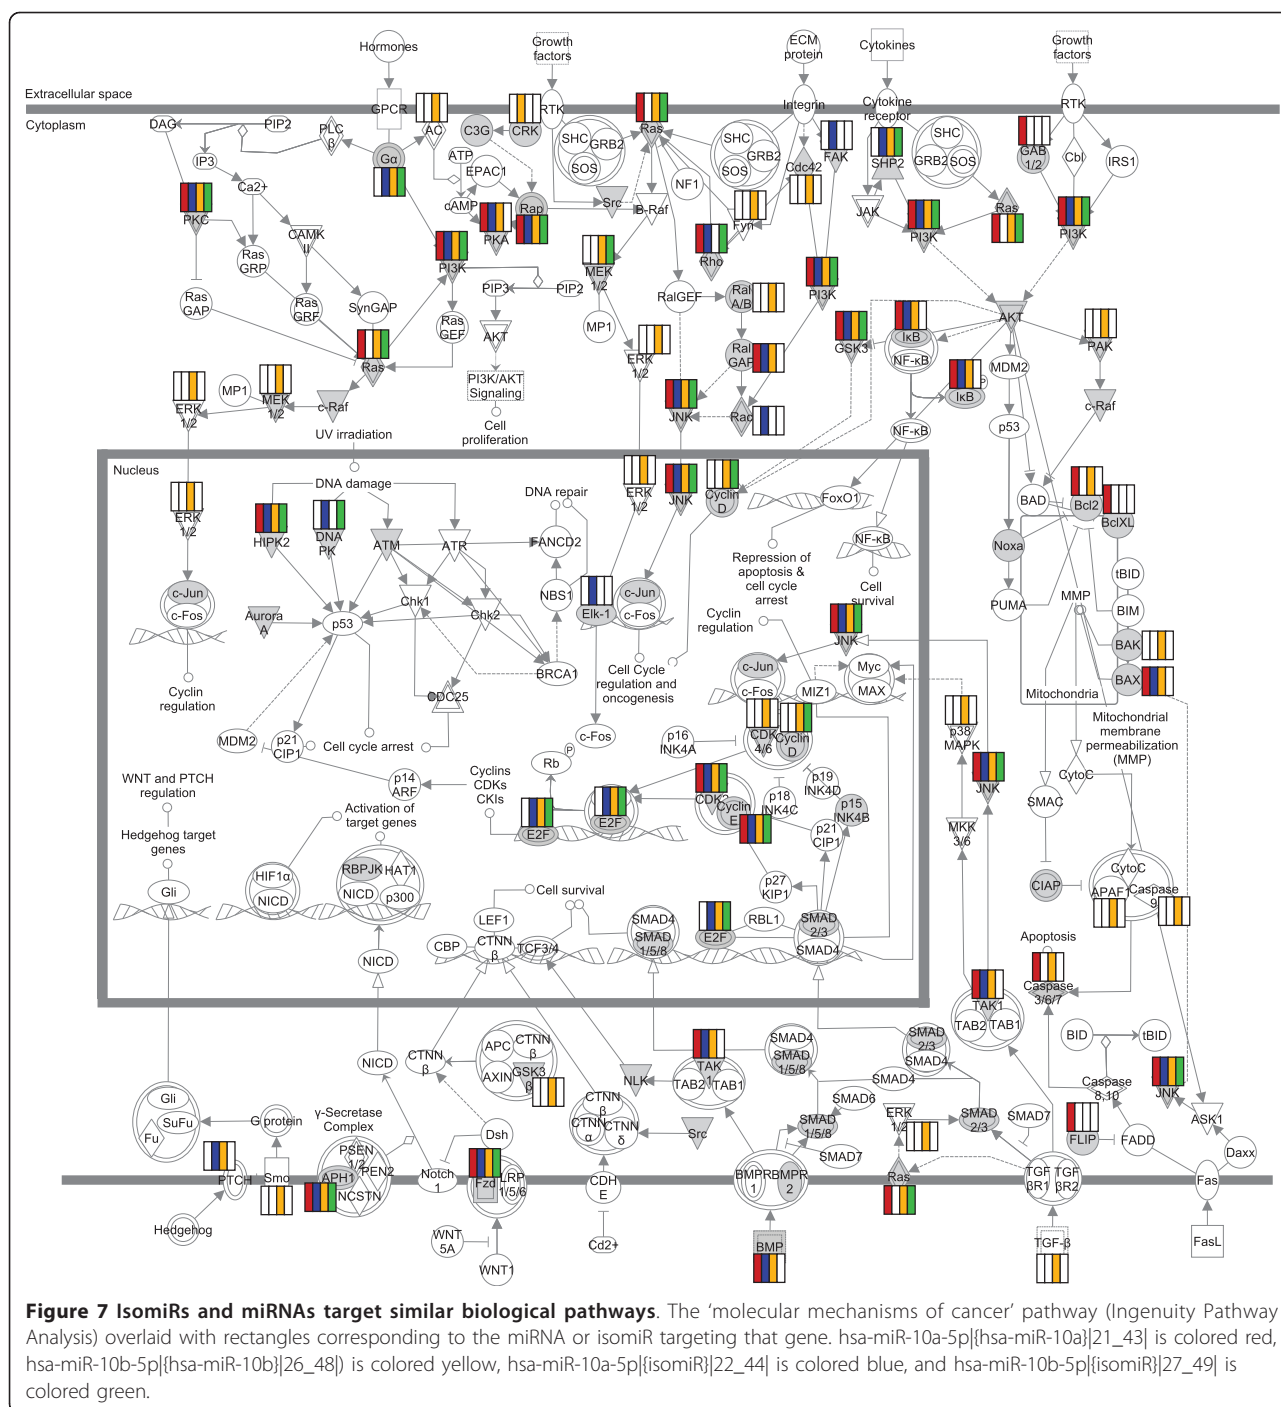 Hormones
Growth
factors
ECM
protein
Cytokines
Growth
factors
Extracellular space
Cytoplasm
GPCR
RTK
Integrin
Cytokine
receptor
RTK
DAG
PIP2
PLC
β
AC
C3G
CRK
Ras
SHC
GRB2
SOS
SHC
GRB2
SOS
FAK
SHP2
SHC
GRB2
SOS
GAB
1/2
Cbl
IRS1
IP3
Gα
ATP
EPAC1
cAMP
Rap
Src
B-Raf
NF1
Fyn
Cdc42
JAK
Ras
Ca2+
PKC
PKA
PI3K
MEK
1/2
Rho
PI3K
PI3K
PI3K
CAMK
II
Ras
GRP
Ras
GAP
Ras
GRF
SynGAP
Ras
GEF
PIP3
PIP2
AKT
MP1
RalGEF
Ral
A/B
Ral
GAP
Rac
GSK3
IκB
NF-κB
AKT
PAK
MDM2
IκB
P
c-Raf
p53
NF-κB
Ras
PI3K/AKT
Signaling
Cell
proliferation
ERK
1/2
JNK
ERK
1/2
MP1
MEK
1/2
c-Raf
UV irradiation
Nucleus
DNA damage
DNA repair
ERK
1/2
JNK
Cyclin
D
FoxO1
NF-κB
BAD
Bcl2
BclXL
Noxa
ERK
1/2
HIPK2
DNA
PK
ATM
ATR
FANCD2
NBS1
Elk-1
c-Jun
c-Fos
Repression of
apoptosis &
cell cycle
arrest
Cell
survival
PUMA
MMP
tBID
BIM
BAK
BAX
c-Jun
c-Fos
Aurora
A
p53
Chk1
Chk2
BRCA1
CDC25
Cyclin
regulation
Cell Cycle
regulation and
oncogenesis
Cyclin
regulation
JNK
c-Jun
c-Fos
MIZ1
Myc
MAX
Mitochondria
Mitochondrial
membrane
permeabilization
(MMP)
MDM2
p21
CIP1
Cell cycle arrest
c-Fos
p16
INK4A
CDK
4/6
Cyclin
D
p38
MAPK
JNK
CytoC
SMAC
WNT and PTCH
regulation
p14
ARF
Cyclins
CDKs
CKIs
Rb
P
E2F
E2F
CDK2
Cyclin
E
p18
INK4C
p19
INK4D
p15
INK4B
p21
CIP1
MKK
3/6
Activation of
target genes
Hedgehog target
genes
Gli
HIF1α
NICD
RBPJK
HAT1
NICD
p300
p27
KIP1
CIAP
CytoC
APAF1
Caspase
9
Cell survival
LEF1
CBP
CTNN
β
TCF3/4
SMAD4
SMAD
1/5/8
E2F
RBL1
SMAD
2/3
SMAD4
Apoptosis
Caspase
3/6/7
NICD
TAK1
TAB2
TAB1
NICD
CTNN
β
APC
CTNN
β
AXIN
GSK3
β
NLK
TAK
1
TAB2
TAB1
SMAD4
SMAD
1/5/8
SMAD
2/3
SMAD4
SMAD4
BID
tBID
Caspase
8,10
JNK
ASK1
Gli
SuFu
Fu
G protein
γ-Secretase
Complex
PSEN
1/2
PEN2
APH1
NCSTN
PTCH
Smo
Hedgehog
Notch
1
Dsh
Fzd
LRP
1/5/6
CTNN
β
CTNN
α
CTNN
δ
Src
CDH
E
Cd2+
WNT
5A
WNT1
SMAD6
SMAD
1/5/8
SMAD7
BMPR
1
BMPR
2
BMP
ERK
1/2
SMAD
2/3
SMAD7
Ras
TGF
βR1
TGF
βR2
TGF-β
FLIP
FADD
Daxx
Fas
FasL
Figure 7 IsomiRs and miRNAs target similar biological pathways. The 'molecular mechanisms of cancer' pathway (Ingenuity Pathway
Analysis) overlaid with rectangles corresponding to the miRNA or isomiR targeting that gene. hsa-miR-10a-5p|{hsa-miR-10a}|21_43| is colored red,
hsa-miR-10b-5p|{hsa-miR-10b}|26_48|) is colored yellow, hsa-miR-10a-5p|{isomiR}|22_44| is colored blue, and hsa-miR-10b-5p|{isomiR}|27_49| is
colored green.